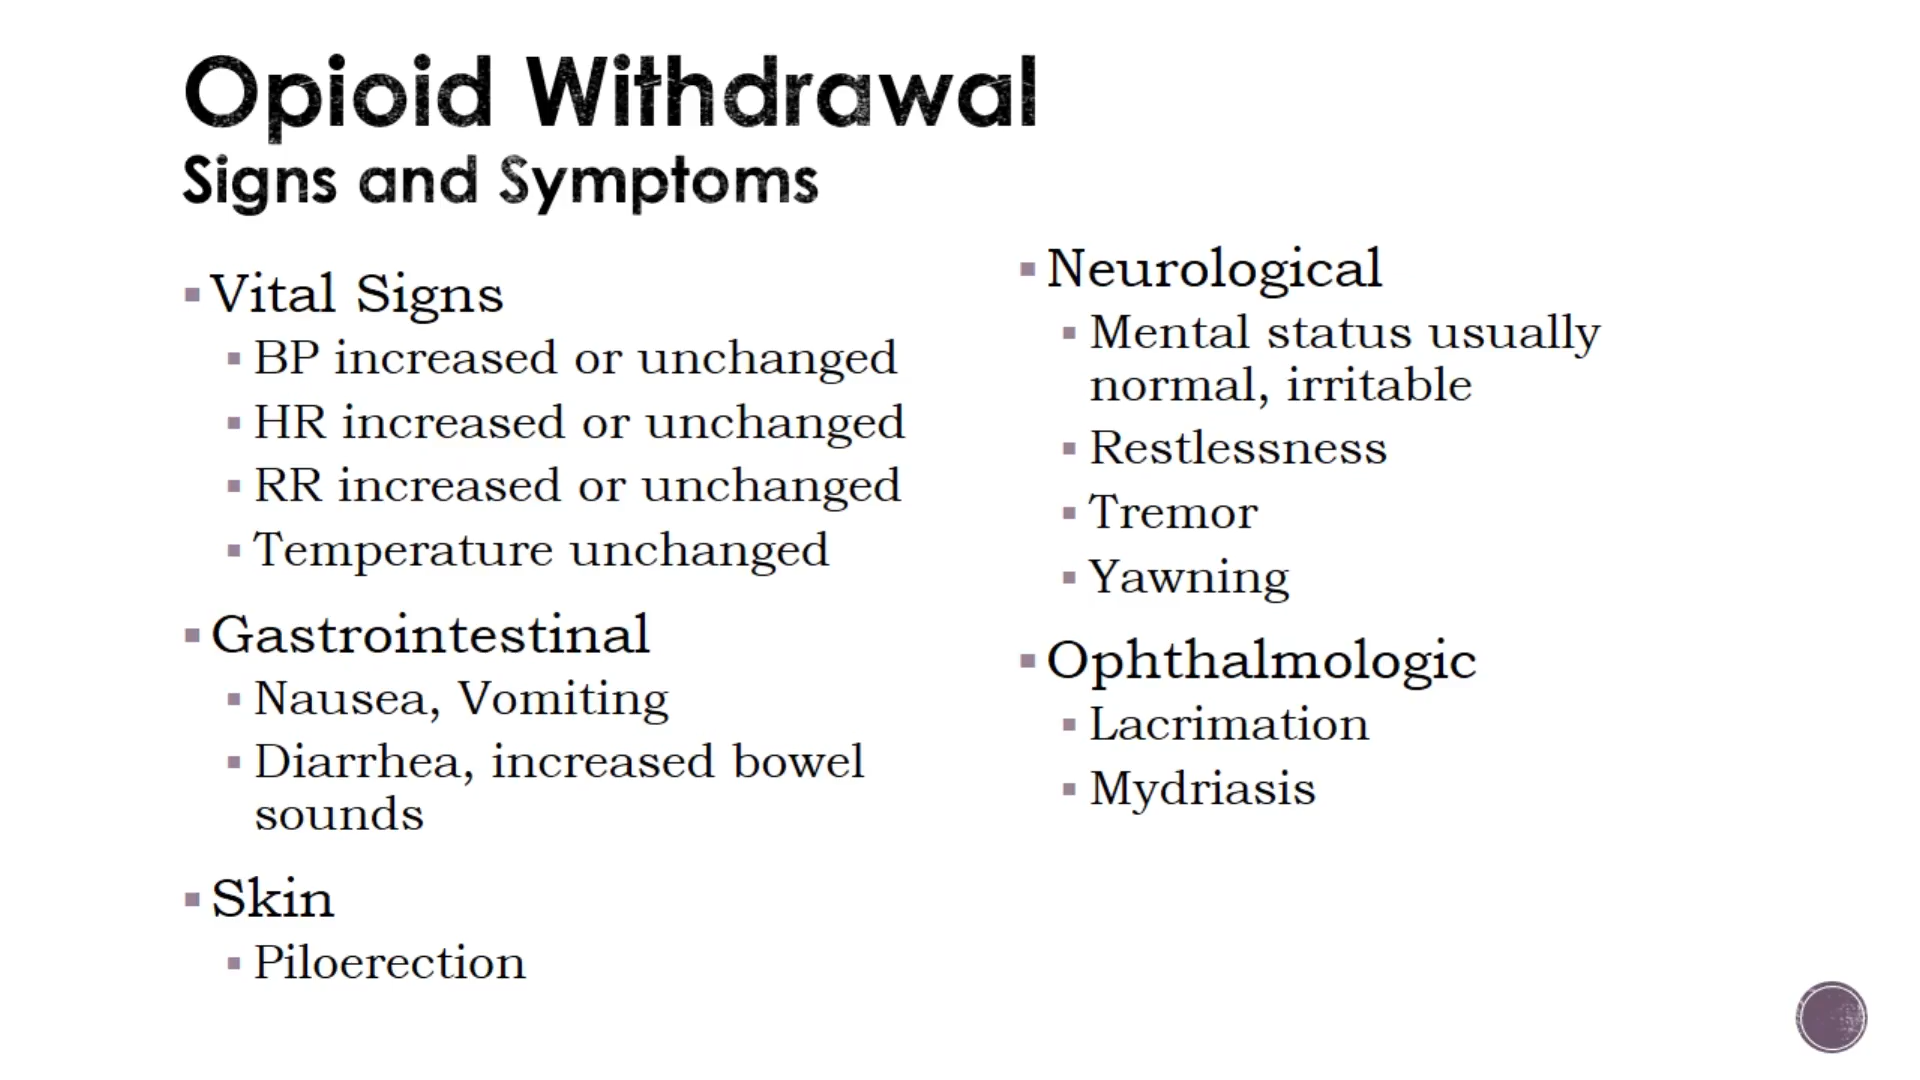 Opioid Withdrawal
Signs and Symptoms
Vital Signs
BP increased or unchanged
HR increased or unchanged
RR increased or unchanged
Temperature unchanged
Gastrointestinal
Nausea, Vomiting
Diarrhea, increased bowel
sounds
Skin
Piloerection
Neurological
Mental status usually
normal, irritable
Restlessness
Tremor
Yawning
Ophthalmologic
Lacrimation
Mydriasis